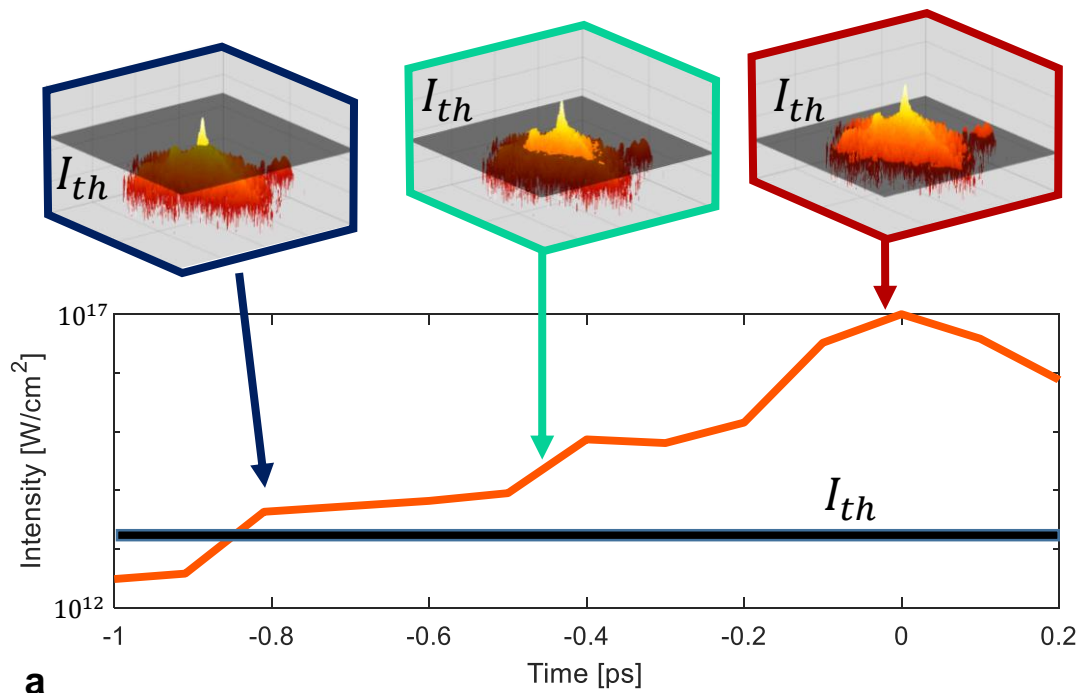 I_th
I_th
I_th
10^17
Intensity [W/cm^2]
I_th
10^12
-1
-0.8
-0.6
-0.4
-0.2
0
0.2
Time [ps]
a